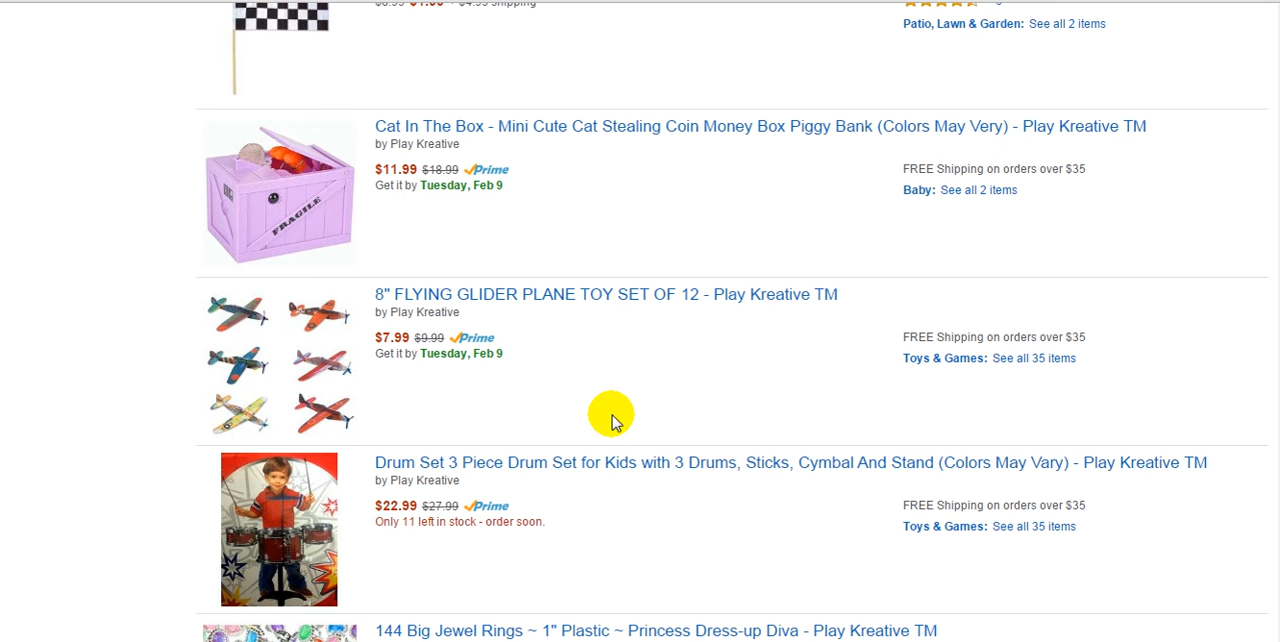 Patio, Lawn & Garden: See all 2 items
Cat In The Box - Mini Cute Cat Stealing Coin Money Box Piggy Bank (Colors May Very) - Play Kreative TM
by Play Kreative
$11.99 $18.99 Prime
Get it by Tuesday, Feb 9
FREE Shipping on orders over $35
Baby: See all 2 items
FRAGILE
8" FLYING GLIDER PLANE TOY SET OF 12 - Play Kreative TM
by Play Kreative
$7.99 $9.99 Prime
Get it by Tuesday, Feb 9
FREE Shipping on orders over $35
Toys & Games: See all 35 items
Drum Set 3 Piece Drum Set for Kids with 3 Drums, Sticks, Cymbal And Stand (Colors May Vary) - Play Kreative TM
by Play Kreative
$22.99 $27.99 Prime
Only 11 left in stock - order soon.
FREE Shipping on orders over $35
Toys & Games: See all 35 items
144 Big Jewel Rings ~ 1" Plastic ~ Princess Dress-up Diva - Play Kreative TM